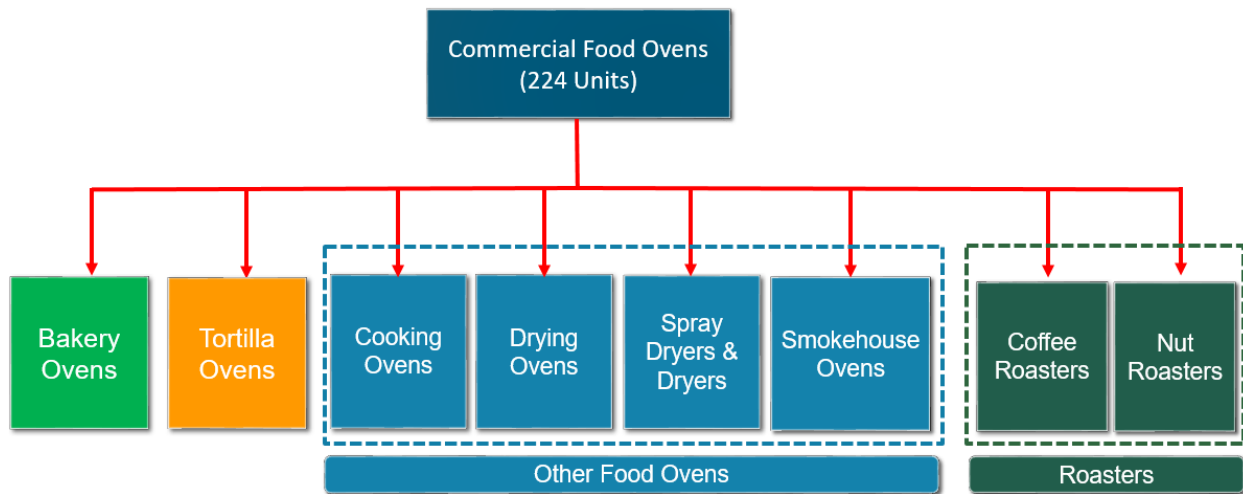 Commercial Food Ovens
(224 Units)
Bakery
Ovens
Tortilla
Ovens
Cooking
Ovens
Drying
Ovens
Spray
Dryers &
Dryers
Smokehouse
Ovens
Coffee
Roasters
Nut
Roasters
Other Food Ovens
Roasters